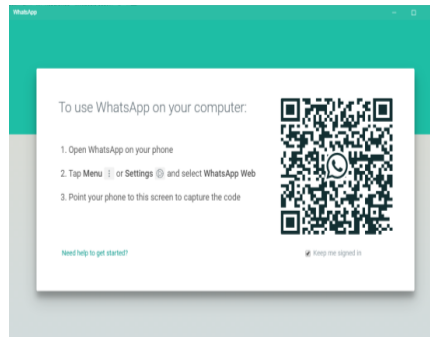 WhatsApp
To use WhatsApp on your computer:
1. Open WhatsApp on your phone
2. Tap Menu or Settings and select WhatsApp Web
3. Point your phone to this screen to capture the code
Need help to get started?
Keep me signed in